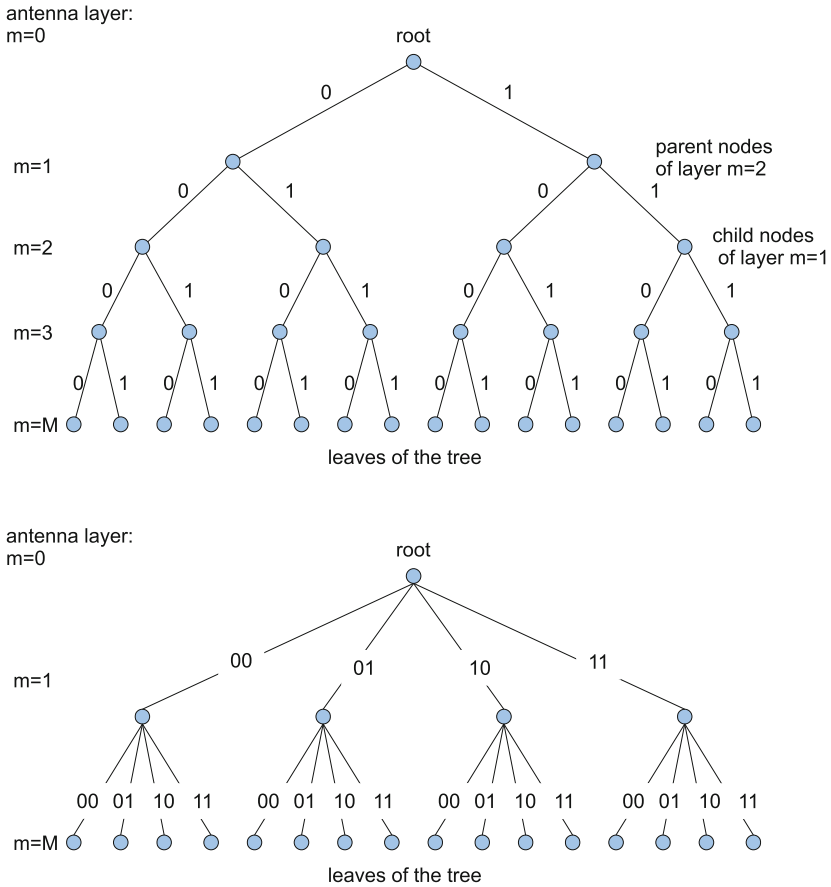 antenna layer:
m=0
root
0 1
m=1
parent nodes
of layer m=2
0 1 0 1
m=2
child nodes
of layer m=1
0 1 0 1 0 1 0 1
m=3
0 1 0 1 0 1 0 1 0 1 0 1 0 1 0 1
m=M
leaves of the tree
antenna layer:
m=0
root
00 01 10 11
m=1
00 01 10 11 00 01 10 11 00 01 10 11 00 01 10 11
m=M
leaves of the tree